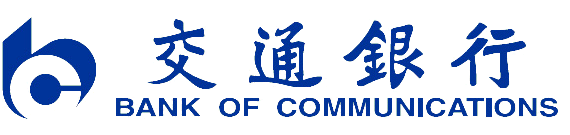 交通銀行
BANK OF COMMUNICATIONS